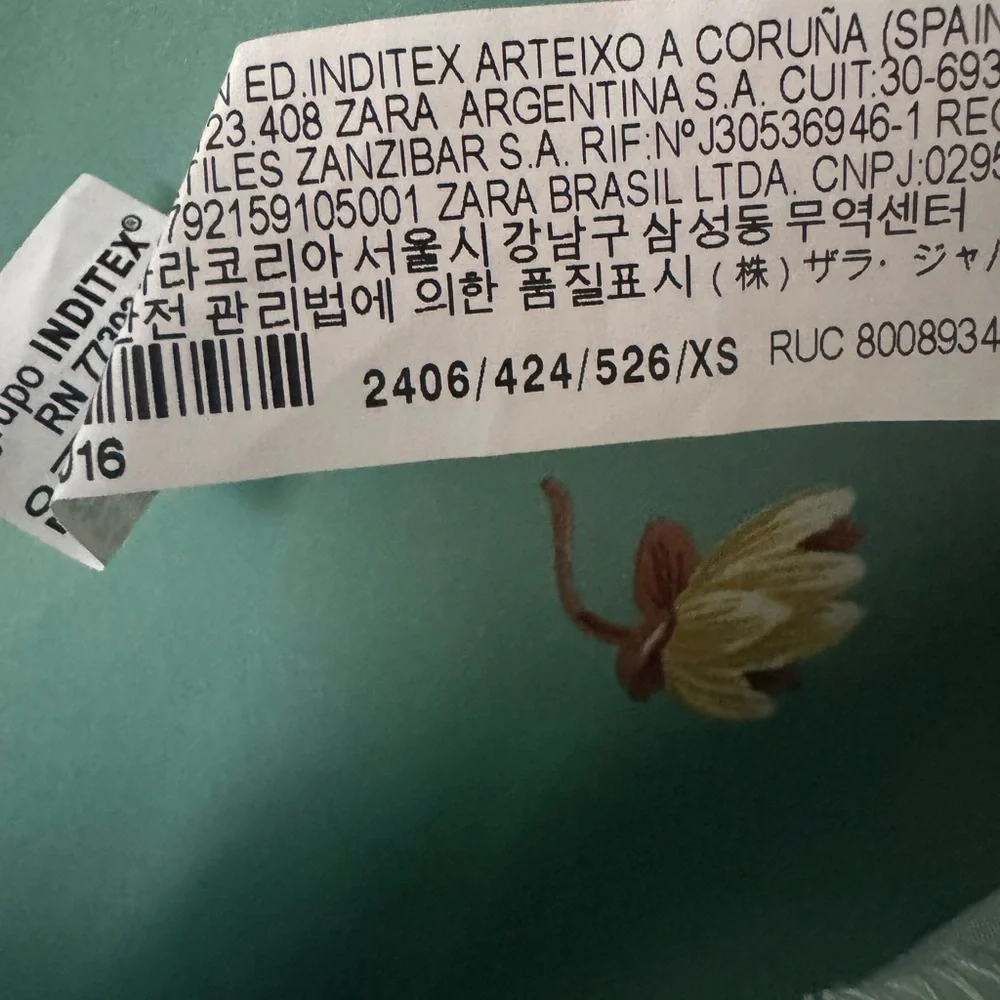 ED.INDITEX ARTEIXO A CORUÑA (SPAIN
23.408 ZARA ARGENTINA S.A. CUIT:30-693
ZANZIBAR S.A. RIF:Nº J30536946-1
792159105001 ZARA BRASIL LTDA. CNPJ:0295
라코리아 서울시 강남구 삼성동 무역센터
전 관리법에 의한 품질표시 (株) ザラ・ジャ
2406/424/526/XS RUC 8008934
16
INDITEX®
RN